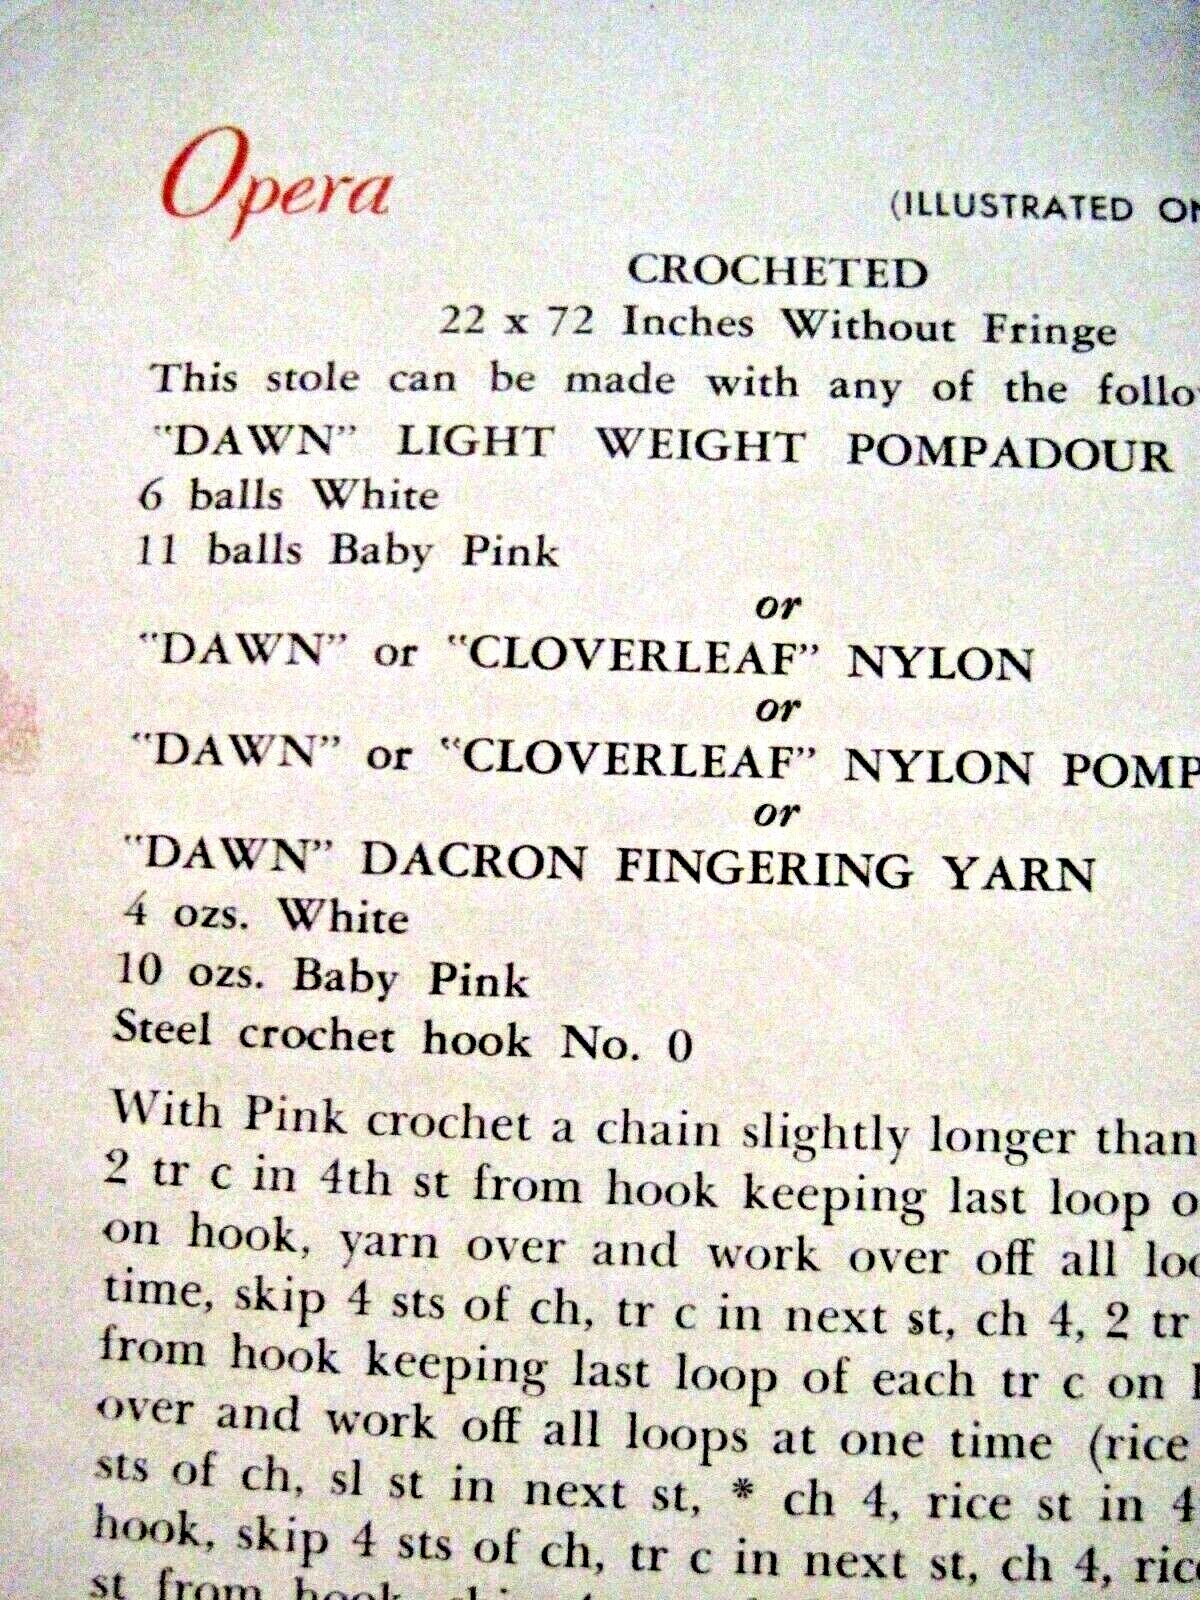 Opera
(ILLUSTRATED
CROCHETED
22 x 72 Inches Without Fringe
This stole can be made with any of the
"DAWN" LIGHT WEIGHT POMPADOUR
6 balls White
11 balls Baby Pink
or
"DAWN" or "CLOVERLEAF" NYLON
or
"DAWN" or "CLOVERLEAF" NYLON
or
"DAWN" DACRON FINGERING YARN
4 ozs. White
10 ozs. Baby Pink
Steel crochet hook No. 0
With Pink crochet a chain slightly longer than
2 tr c in 4th st from hook keeping last loop
on hook, yarn over and work over off all
time, skip 4 sts of ch, tr c in next st, ch 4, 2 tr
from hook keeping last loop of each tr c on
over and work off all loops at one time (rice
sts of ch, sl st in next st, * ch 4, rice st in 4
hook, skip 4 sts of ch, tr c in next st, ch 4,
st from